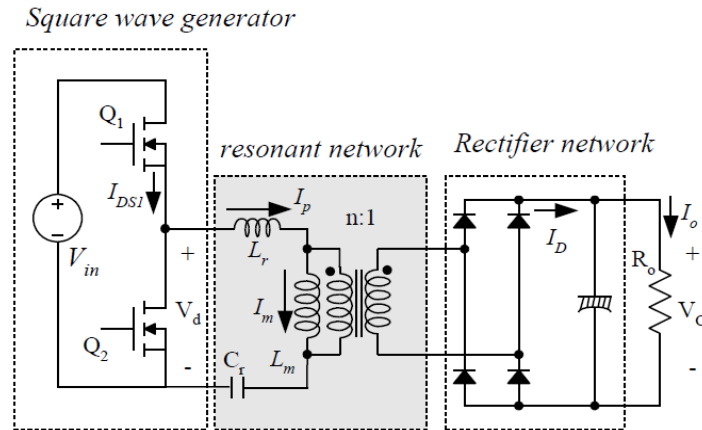 Square wave generator
resonant network
Rectifier network
Q1
IDS1
Vin
+
-
Q2
+
Vd
-
Ip
Lr
n:1
Im
Lm
Cr
ID
Io
Ro
+
VO
-